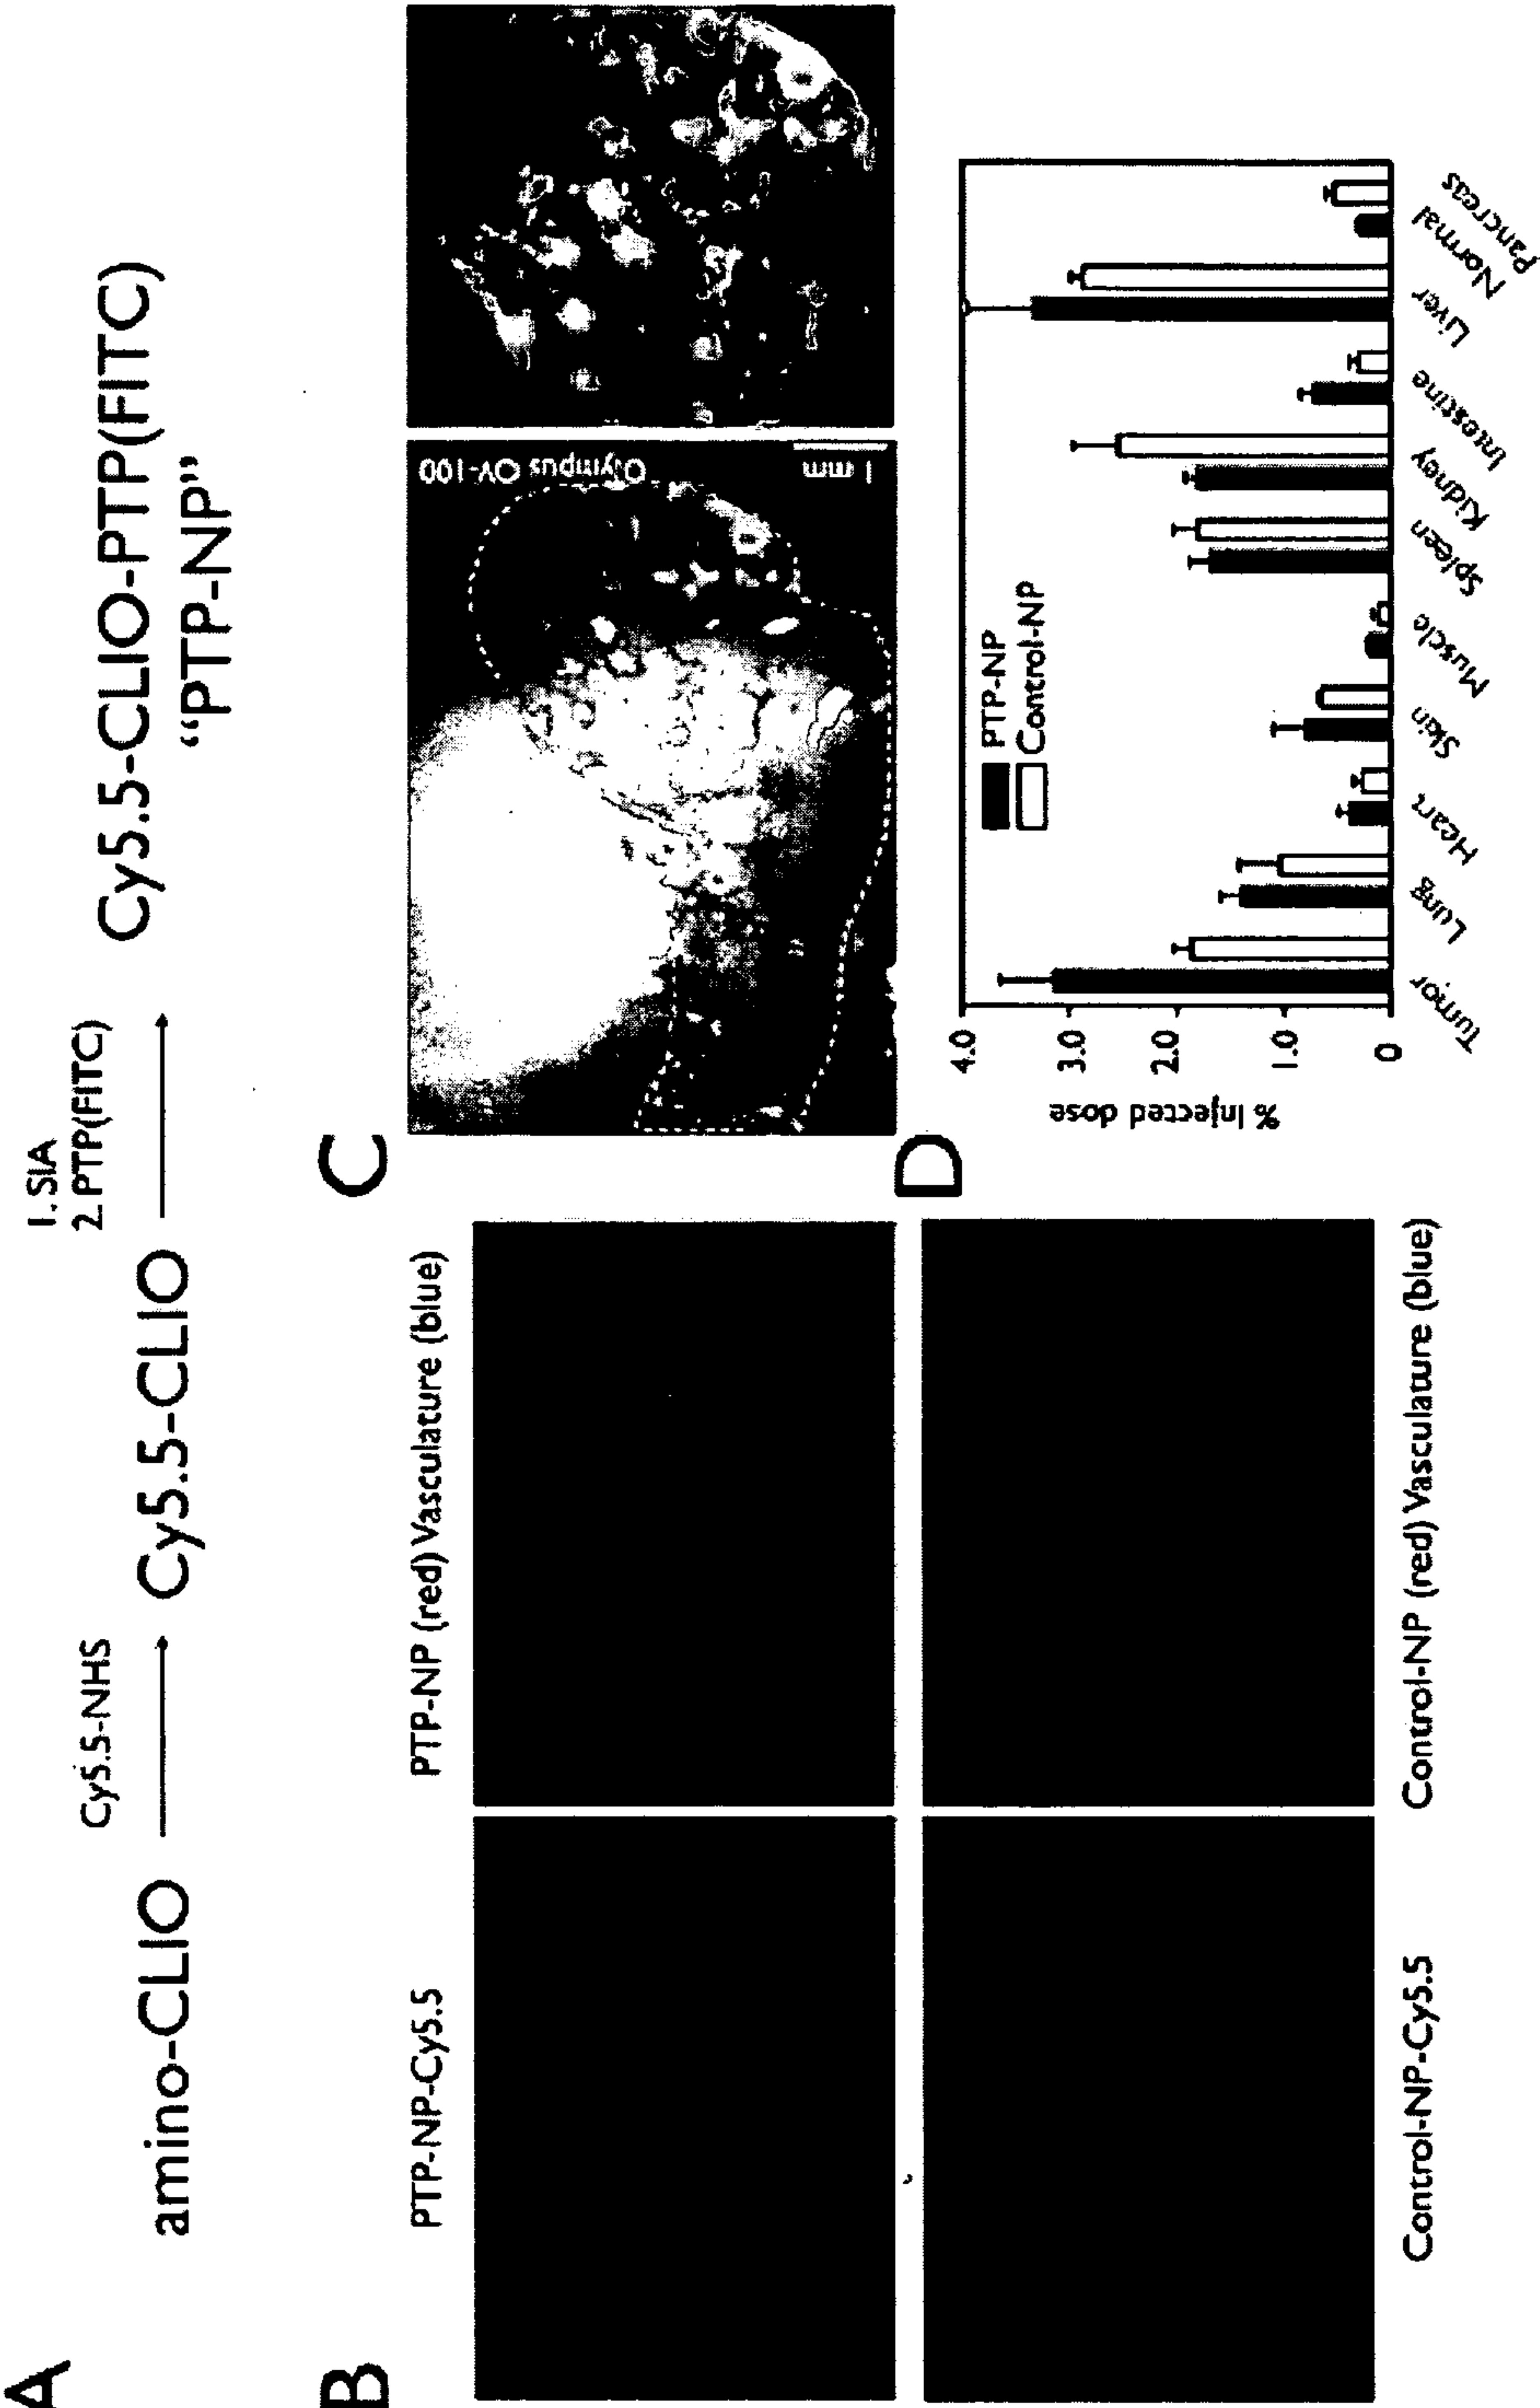 A
amino-CLIO
Cy5.5-NHS
Cy5.5-CLIO
1. SIA
2 PTP(FITC)
Cy5.5-CLIO-PTP(FITC)
“PTP-NP”
B
PTP-NP-Cy5.5
PTP-NP (red) Vasculature (blue)
Control-NP-Cy5.5
Control-NP (red) Vasculature (blue)
C
Olympus OV-100
1 mm
D
% Injected dose
4.0
3.0
2.0
1.0
0
PTP-NP
Control-NP
Tumor
Lung
Heart
Skin
Muscle
Spleen
Kidney
Intestine
Liver
Normal
Pancreas